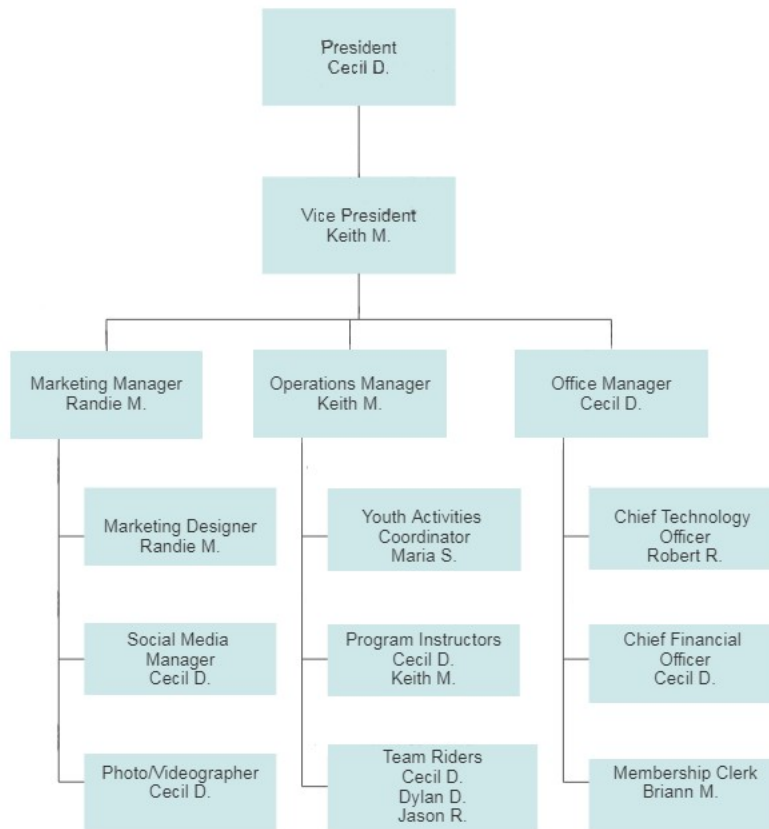 President
Cecil D.
Vice President
Keith M.
Marketing Manager
Randie M.
Operations Manager
Keith M.
Office Manager
Cecil D.
Marketing Designer
Randie M.
Youth Activities
Coordinator
Maria S.
Chief Technology
Officer
Robert R.
Social Media
Manager
Cecil D.
Program Instructors
Cecil D.
Keith M.
Chief Financial
Officer
Cecil D.
Photo/Videographer
Cecil D.
Team Riders
Cecil D.
Dylan D.
Jason R.
Membership Clerk
Briann M.